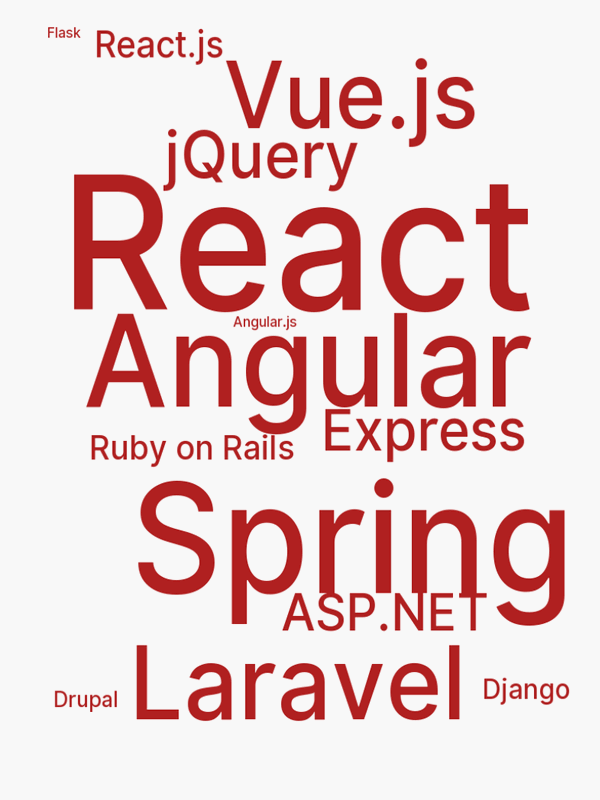 Flask
React.js
Vue.js
jQuery
React
Angular.js
Angular
Express
Ruby on Rails
Spring
ASP.NET
Laravel
Django
Drupal